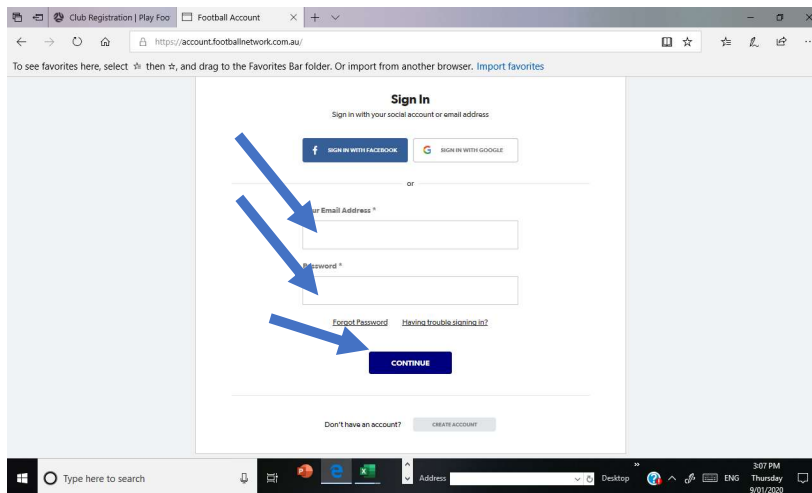 Club Registration | Play Foo
Football Account
https://account.footballnetwork.com.au/
To see favorites here, select ☆ then ☆, and drag to the Favorites Bar folder. Or import from another browser. Import favorites
Sign In
Sign in with your social account or email address
f SIGN IN WITH FACEBOOK
G SIGN IN WITH GOOGLE
or
ur Email Address *
Password *
Forgot Password
Having trouble signing in?
CONTINUE
Don't have an account?
CREATE ACCOUNT
Type here to search
Address
Desktop
ENG
3:07 PM
Thursday
9/01/2020